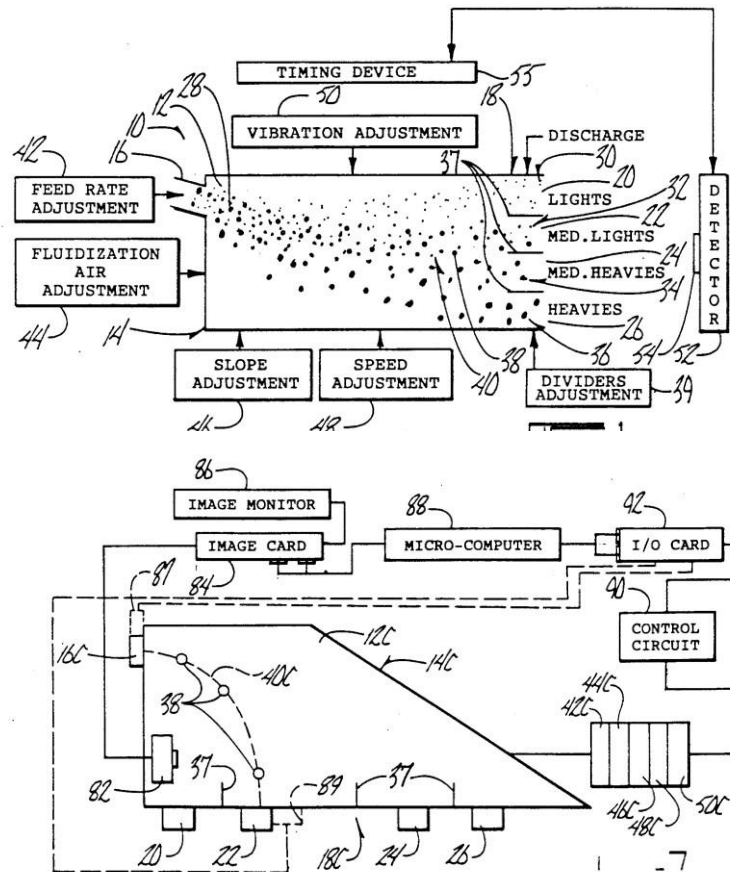 TIMING DEVICE
55
50
28
12
10
16
18
VIBRATION ADJUSTMENT
37
DISCHARGE
30
20
42
FEED RATE
ADJUSTMENT
LIGHTS
32
22
MED.LIGHTS
24
FLUIDIZATION
AIR
ADJUSTMENT
MED.HEAVIES
34
HEAVIES
26
44
14
36
38
40
54
52
DETECTOR
SLOPE
ADJUSTMENT
46
SPEED
ADJUSTMENT
48
DIVIDERS
ADJUSTMENT
39
86
IMAGE MONITOR
88
92
IMAGE CARD
MICRO-COMPUTER
I/O CARD
84
87
90
16C
12C
14C
CONTROL
CIRCUIT
40C
38
44C
42C
37
89
37
82
46C
48C
50C
20
22
18C
24
26